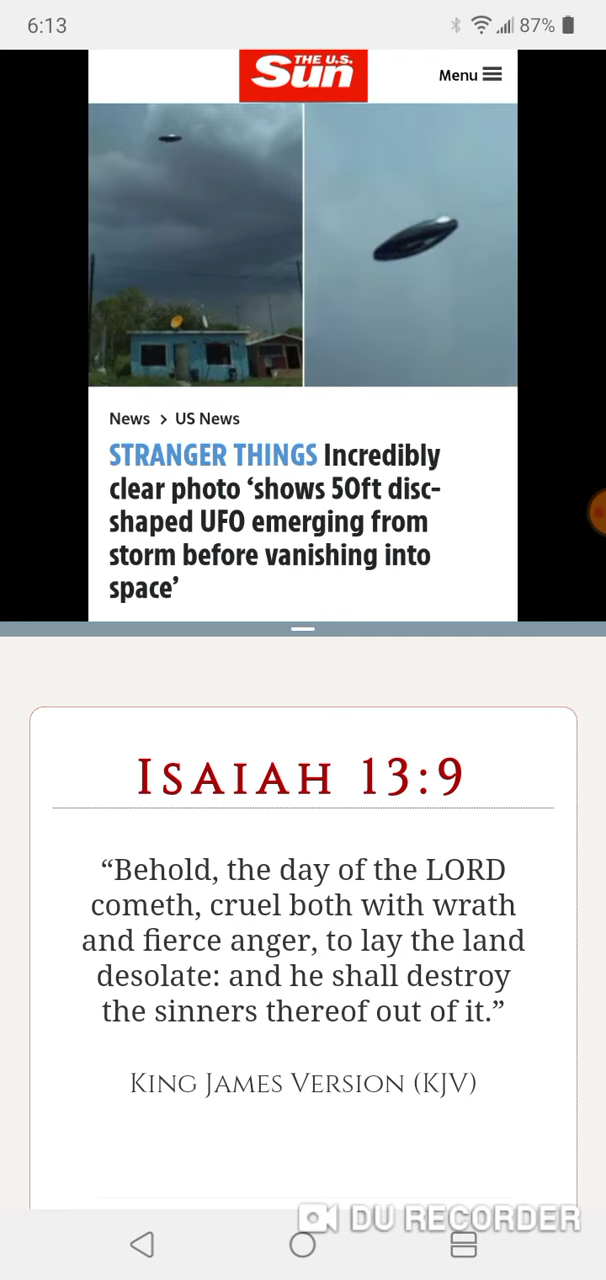 6:13
87%
THE U.S.
Sun
Menu
News > US News
STRANGER THINGS Incredibly
clear photo ‘shows 50ft disc-
shaped UFO emerging from
storm before vanishing into
space’
ISAIAH 13:9
“Behold, the day of the LORD
cometh, cruel both with wrath
and fierce anger, to lay the land
desolate: and he shall destroy
the sinners thereof out of it.”
KING JAMES VERSION (KJV)
DU RECORDER